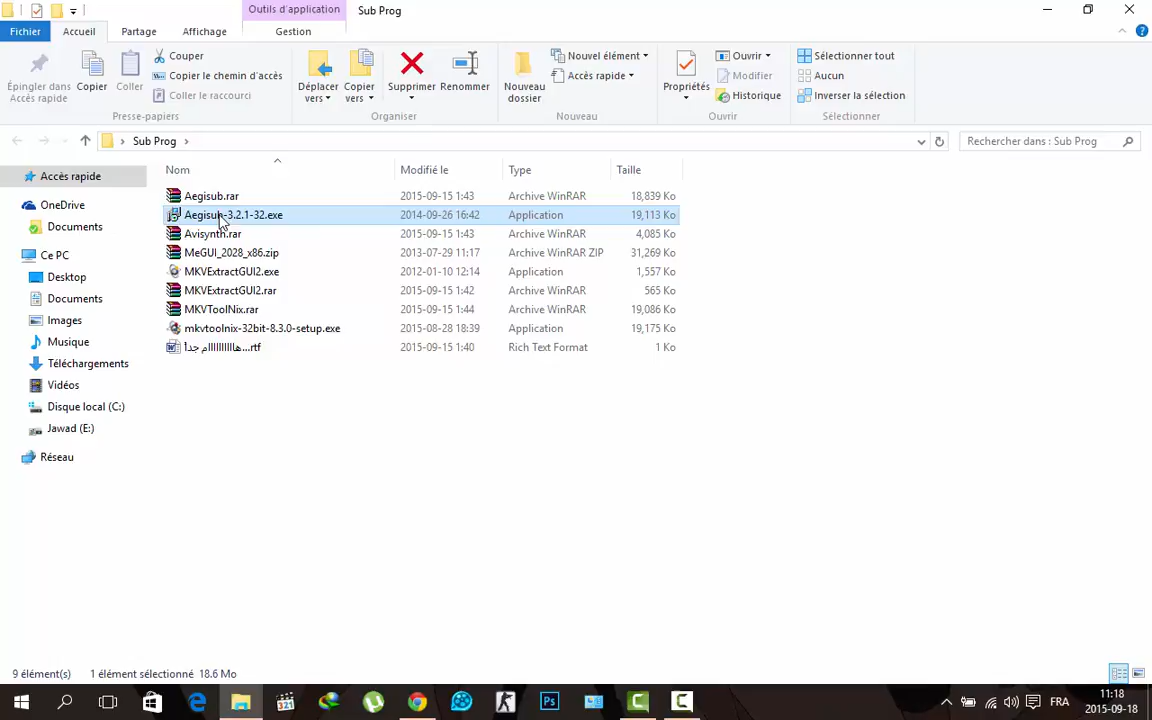 Outils d'application
Sub Prog
Fichier
Accueil
Partage
Affichage
Gestion
Épingler dans
Accès rapide
Copier
Coller
Couper
Copier le chemin d'accès
Coller le raccourci
Presse-papiers
Déplacer
vers
Copier
vers
Supprimer
Renommer
Organiser
Nouveau
dossier
Nouvel élément
Accès rapide
Nouveau
Propriétés
Ouvrir
Modifier
Historique
Ouvrir
Sélectionner tout
Aucun
Inverser la sélection
Sélectionner
Sub Prog
Rechercher dans : Sub Prog
Accès rapide
OneDrive
Documents
Ce PC
Desktop
Documents
Images
Musique
Téléchargements
Vidéos
Disque local (C:)
Jawad (E:)
Réseau
Nom Modifié le Type Taille
Aegisub.rar 2015-09-15 1:43 Archive WinRAR 18,839 Ko
Aegisub-3.2.1-32.exe 2014-09-26 16:42 Application 19,113 Ko
Avisynth.rar 2015-09-15 1:43 Archive WinRAR 4,085 Ko
MeGUI_2028_x86.zip 2013-07-29 11:17 Archive WinRAR ZIP 31,269 Ko
MKVExtractGUI2.exe 2012-01-10 12:14 Application 1,557 Ko
MKVExtractGUI2.rar 2015-09-15 1:42 Archive WinRAR 565 Ko
MKVToolNix.rar 2015-09-15 1:44 Archive WinRAR 19,086 Ko
mkvtoolnix-32bit-8.3.0-setup.exe 2015-08-28 18:39 Application 19,175 Ko
هاااااااااام جداً...rtf 2015-09-15 1:40 Rich Text Format 1 Ko
9 élément(s) 1 élément sélectionné 18.6 Mo
321
Ps
FRA
11:18
2015-09-18